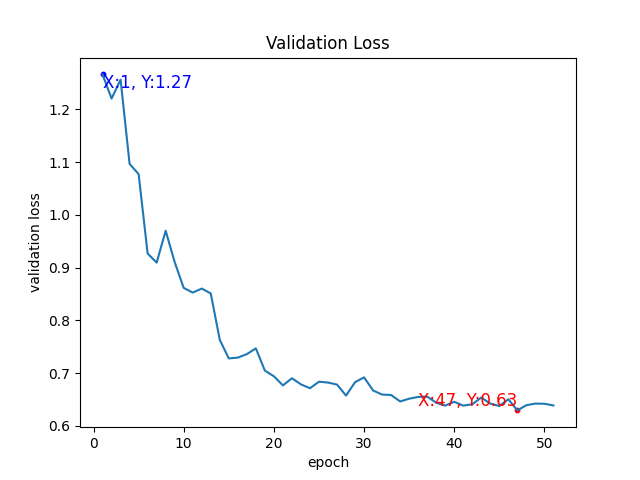 Validation Loss
X:1, Y:1.27
1.2
1.1
1.0
0.9
0.8
0.7
0.6
validation loss
X:47, Y:0.63
0 10 20 30 40 50
epoch